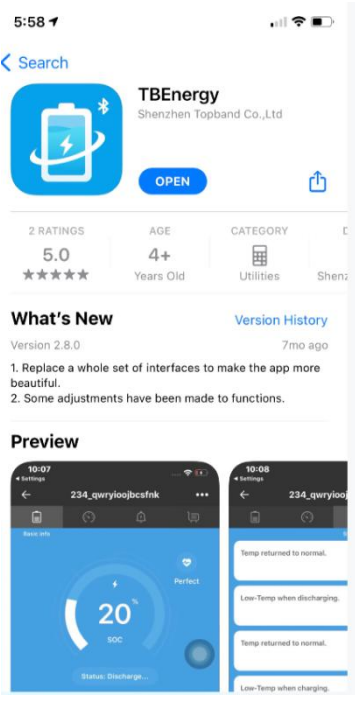 5:58
Search
TBEnergy
Shenzhen Topband Co.,Ltd
OPEN
2 RATINGS
AGE
CATEGORY
D
5.0
4+
★★★★★
Years Old
Utilities
Shenz
What's New
Version History
Version 2.8.0
7mo ago
1. Replace a whole set of interfaces to make the app more
beautiful.
2. Some adjustments have been made to functions.
Preview
10:07
Settings
234_qwryioojbcsfnk
Basic info
Perfect
20%
SOC
Status: Discharge...
10:08
Settings
234_qwryiooj
Temp returned to normal.
Low-Temp when discharging.
Temp returned to normal.
Low-Temp when charging.